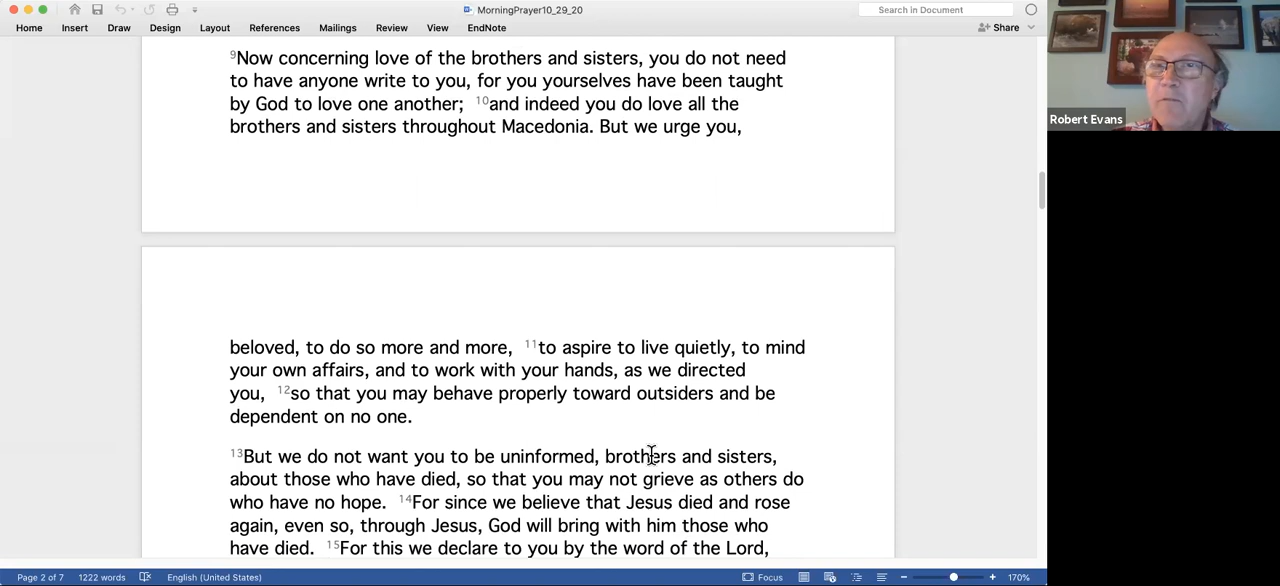 MorningPrayer10_29_20
Search in Document
Home Insert Draw Design Layout References Mailings Review View EndNote Share
9Now concerning love of the brothers and sisters, you do not need
to have anyone write to you, for you yourselves have been taught
by God to love one another; 10and indeed you do love all the
brothers and sisters throughout Macedonia. But we urge you,
Robert Evans
beloved, to do so more and more, 11to aspire to live quietly, to mind
your own affairs, and to work with your hands, as we directed
you, 12so that you may behave properly toward outsiders and be
dependent on no one.
13But we do not want you to be uninformed, brothers and sisters,
about those who have died, so that you may not grieve as others do
who have no hope. 14For since we believe that Jesus died and rose
again, even so, through Jesus, God will bring with him those who
have died. 15For this we declare to you by the word of the Lord,
Page 2 of 7 1222 words English (United States) Focus 170%